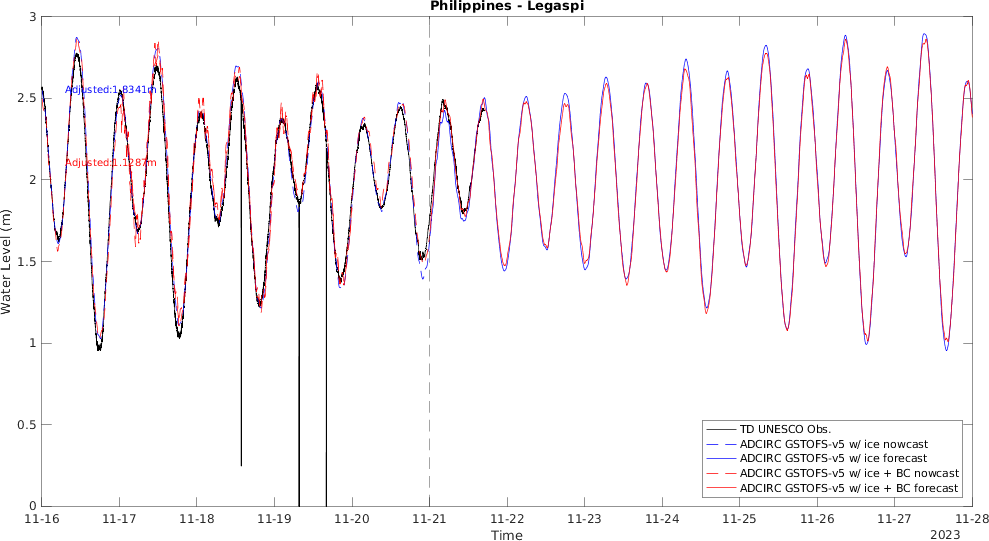 Philippines - Legaspi
3
2.5
2
1.5
1
0.5
0
Water Level (m)
Adjusted:1.8341m
Adjusted:1.1287m
TD UNESCO Obs.
ADCIRC GSTOFS-v5 w/ ice nowcast
ADCIRC GSTOFS-v5 w/ ice forecast
ADCIRC GSTOFS-v5 w/ ice + BC nowcast
ADCIRC GSTOFS-v5 w/ ice + BC forecast
11-16 11-17 11-18 11-19 11-20 11-21 11-22 11-23 11-24 11-25 11-26 11-27 11-28
Time
2023